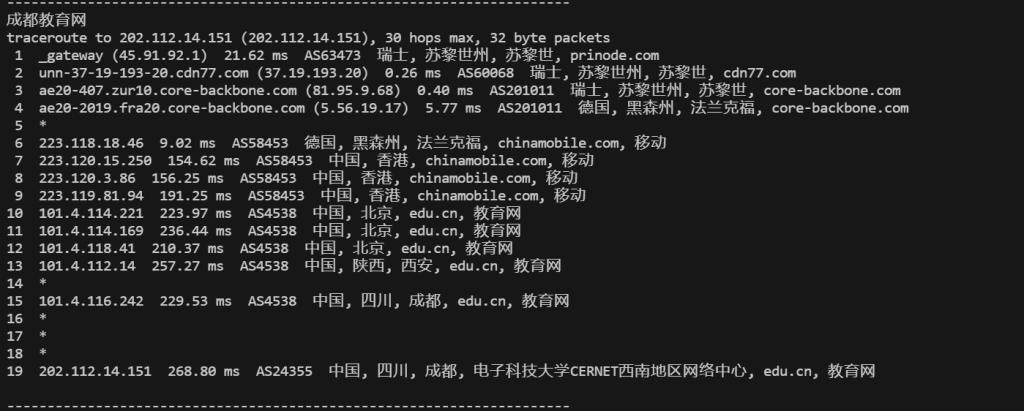 ----------------------------------------------------------------------
成都教育网
traceroute to 202.112.14.151 (202.112.14.151), 30 hops max, 32 byte packets
 1  _gateway (45.91.92.1)  21.62 ms  AS63473  瑞士, 苏黎世州, 苏黎世, prinode.com
 2  unn-37-19-193-20.cdn77.com (37.19.193.20)  0.26 ms  AS60068  瑞士, 苏黎世州, 苏黎世, cdn77.com
 3  ae20-407.zur10.core-backbone.com (81.95.9.68)  0.40 ms  AS201011  瑞士, 苏黎世州, 苏黎世, core-backbone.com
 4  ae20-2019.fra20.core-backbone.com (5.56.19.17)  5.77 ms  AS201011  德国, 黑森州, 法兰克福, core-backbone.com
 5  *
 6  223.118.18.46  9.02 ms  AS58453  德国, 黑森州, 法兰克福, chinamobile.com, 移动
 7  223.120.15.250  154.62 ms  AS58453  中国, 香港, chinamobile.com, 移动
 8  223.120.3.86  156.25 ms  AS58453  中国, 香港, chinamobile.com, 移动
 9  223.119.81.94  191.25 ms  AS58453  中国, 香港, chinamobile.com, 移动
10  101.4.114.221  223.97 ms  AS4538  中国, 北京, edu.cn, 教育网
11  101.4.114.169  236.44 ms  AS4538  中国, 北京, edu.cn, 教育网
12  101.4.118.41  210.37 ms  AS4538  中国, 北京, edu.cn, 教育网
13  101.4.112.14  257.27 ms  AS4538  中国, 陕西, 西安, edu.cn, 教育网
14  *
15  101.4.116.242  229.53 ms  AS4538  中国, 四川, 成都, edu.cn, 教育网
16  *
17  *
18  *
19  202.112.14.151  268.80 ms  AS24355  中国, 四川, 成都, 电子科技大学CERNET西南地区网络中心, edu.cn, 教育网
----------------------------------------------------------------------